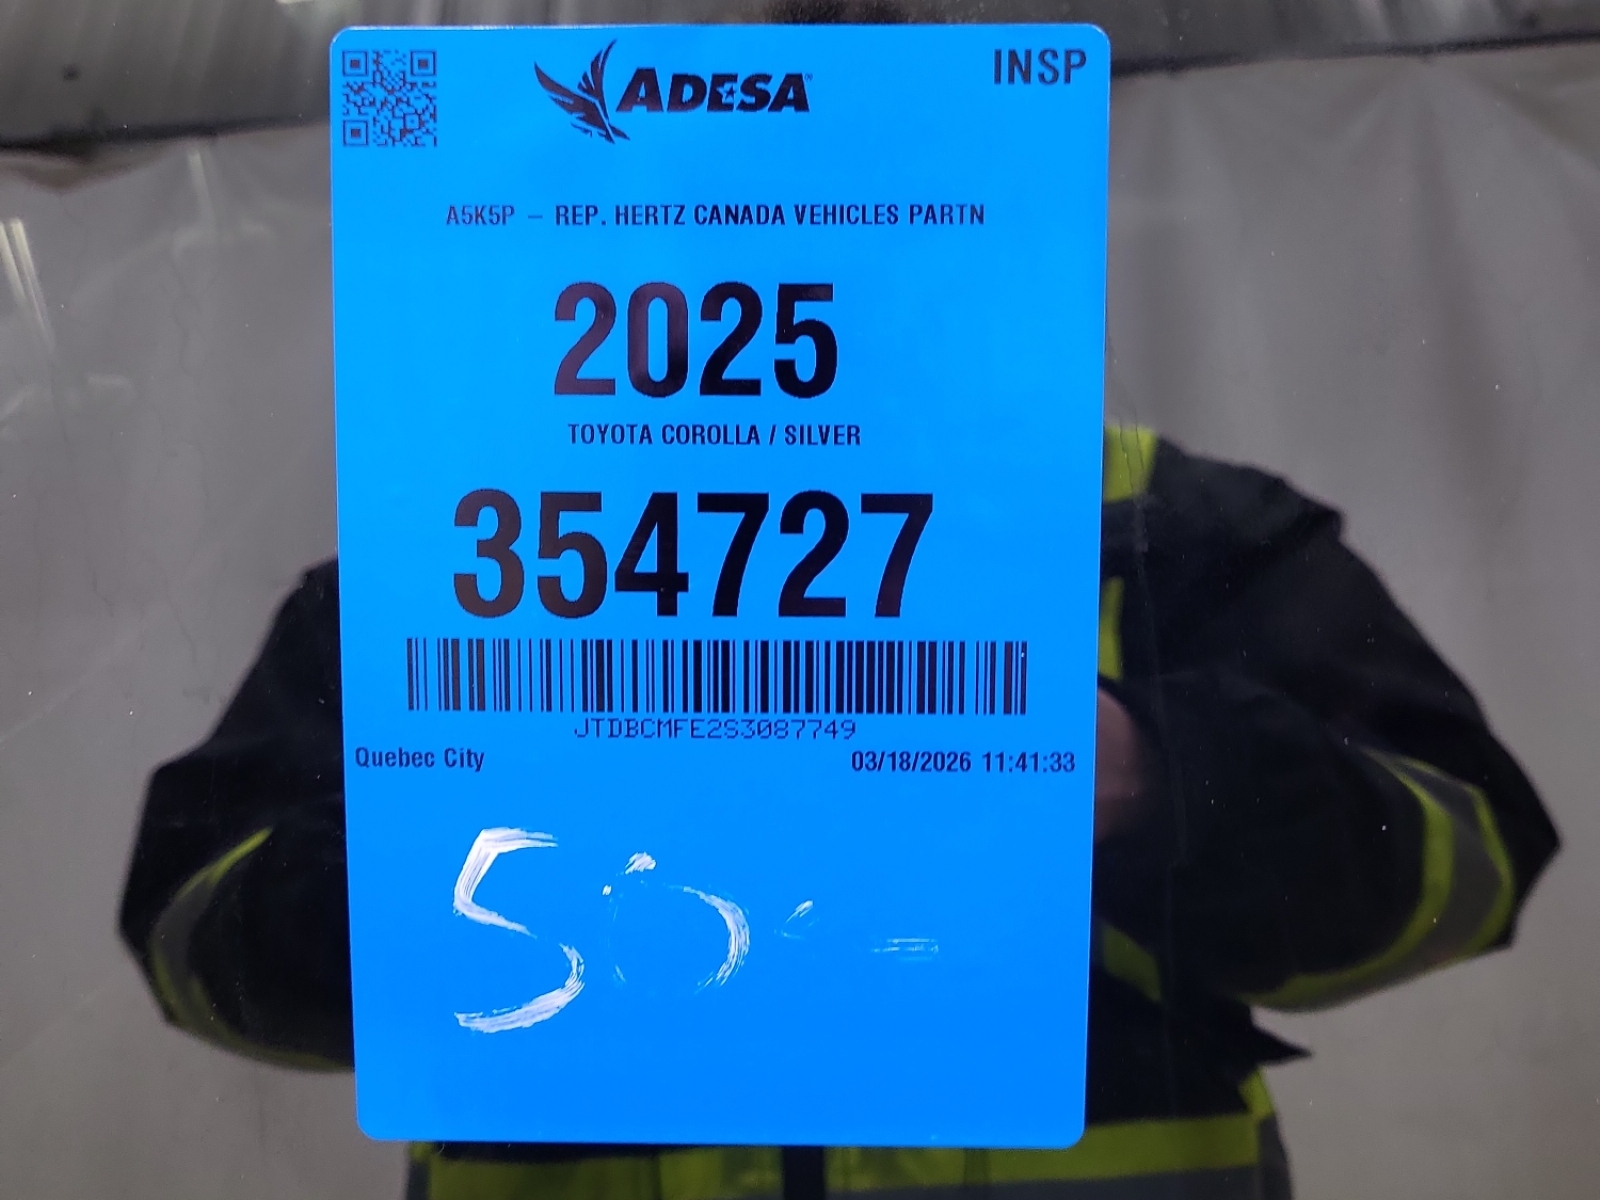 ADESA
INSP
A5K5P – REP. HERTZ CANADA VEHICLES PARTN
2025
TOYOTA COROLLA / SILVER
354727
JTDBCMFE2S3087749
Quebec City 03/18/2026 11:41:33